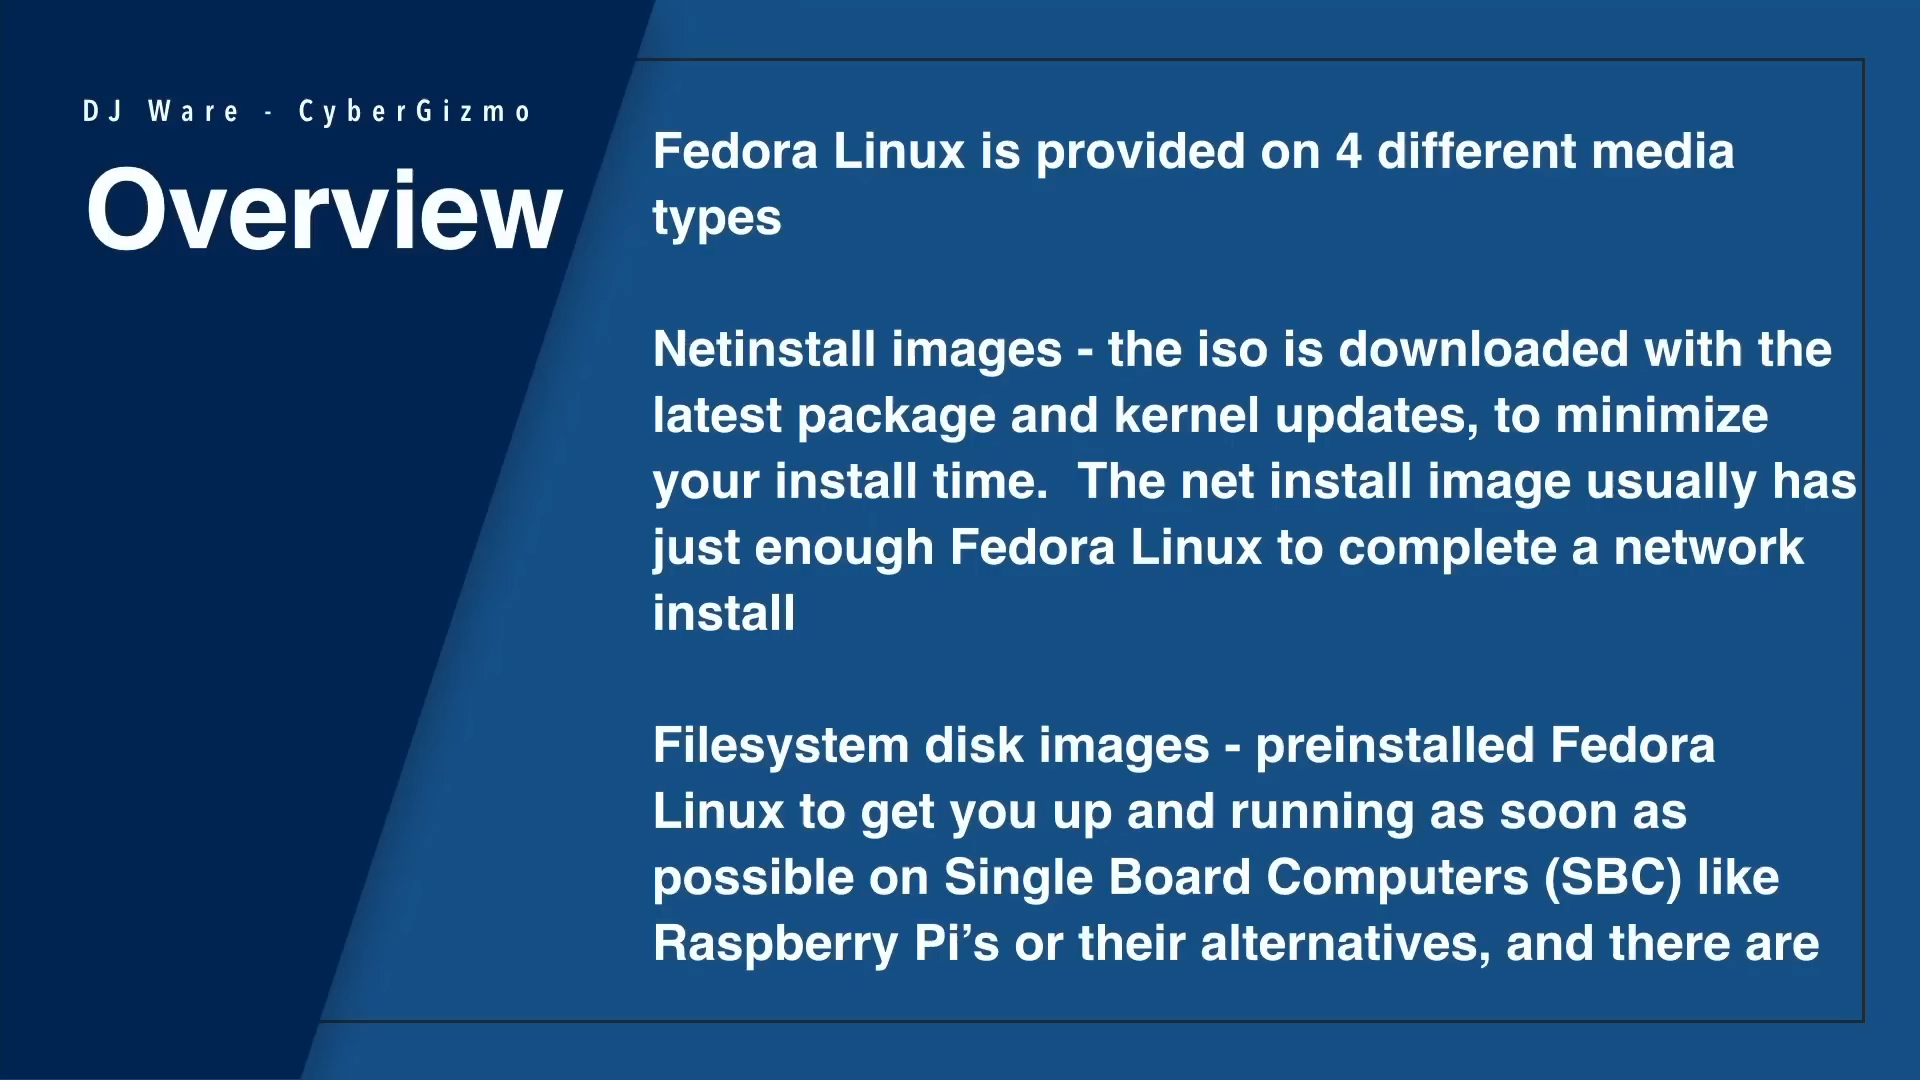 DJ Ware - CyberGizmo
Overview
Fedora Linux is provided on 4 different media
types
Netinstall images - the iso is downloaded with the
latest package and kernel updates, to minimize
your install time.  The net install image usually has
just enough Fedora Linux to complete a network
install
Filesystem disk images - preinstalled Fedora
Linux to get you up and running as soon as
possible on Single Board Computers (SBC) like
Raspberry Pi’s or their alternatives, and there are